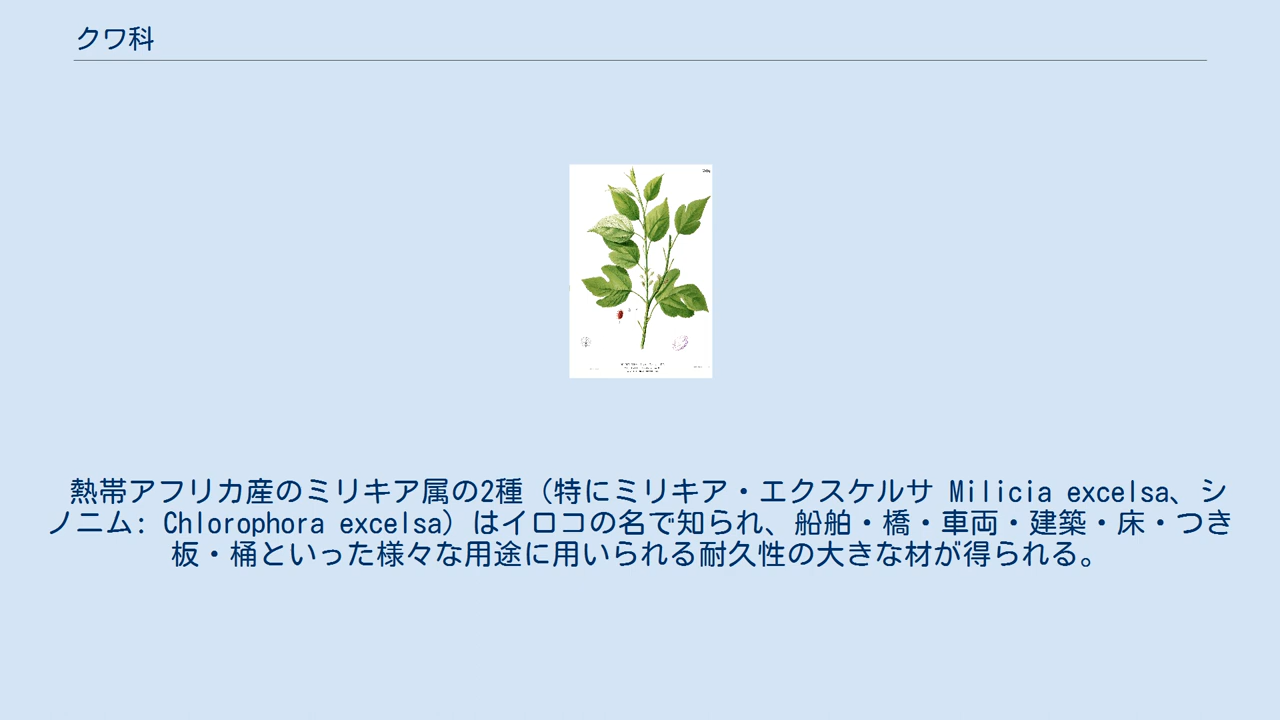 クワ科
熱帯アフリカ産のミリキア属の2種（特にミリキア・エクスケルサ Milicia excelsa、シ
ノニム: Chlorophora excelsa）はイロコの名で知られ、船舶・橋・車両・建築・床・つき
板・桶といった様々な用途に用いられる耐久性の大きな材が得られる。